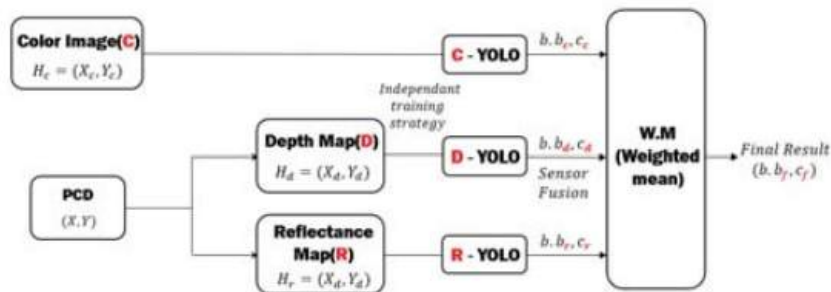 Color Image(C)
H_c = (X_c, Y_c)
C - YOLO
b.b_c, c_c
Independant
training
strategy
Depth Map(D)
H_d = (X_d, Y_d)
D - YOLO
b.b_d, c_d
Sensor
Fusion
PCD
(X, Y)
Reflectance
Map(R)
H_r = (X_d, Y_d)
R - YOLO
b.b_r, c_r
W.M
(Weighted
mean)
Final Result
(b.b_f, c_f)